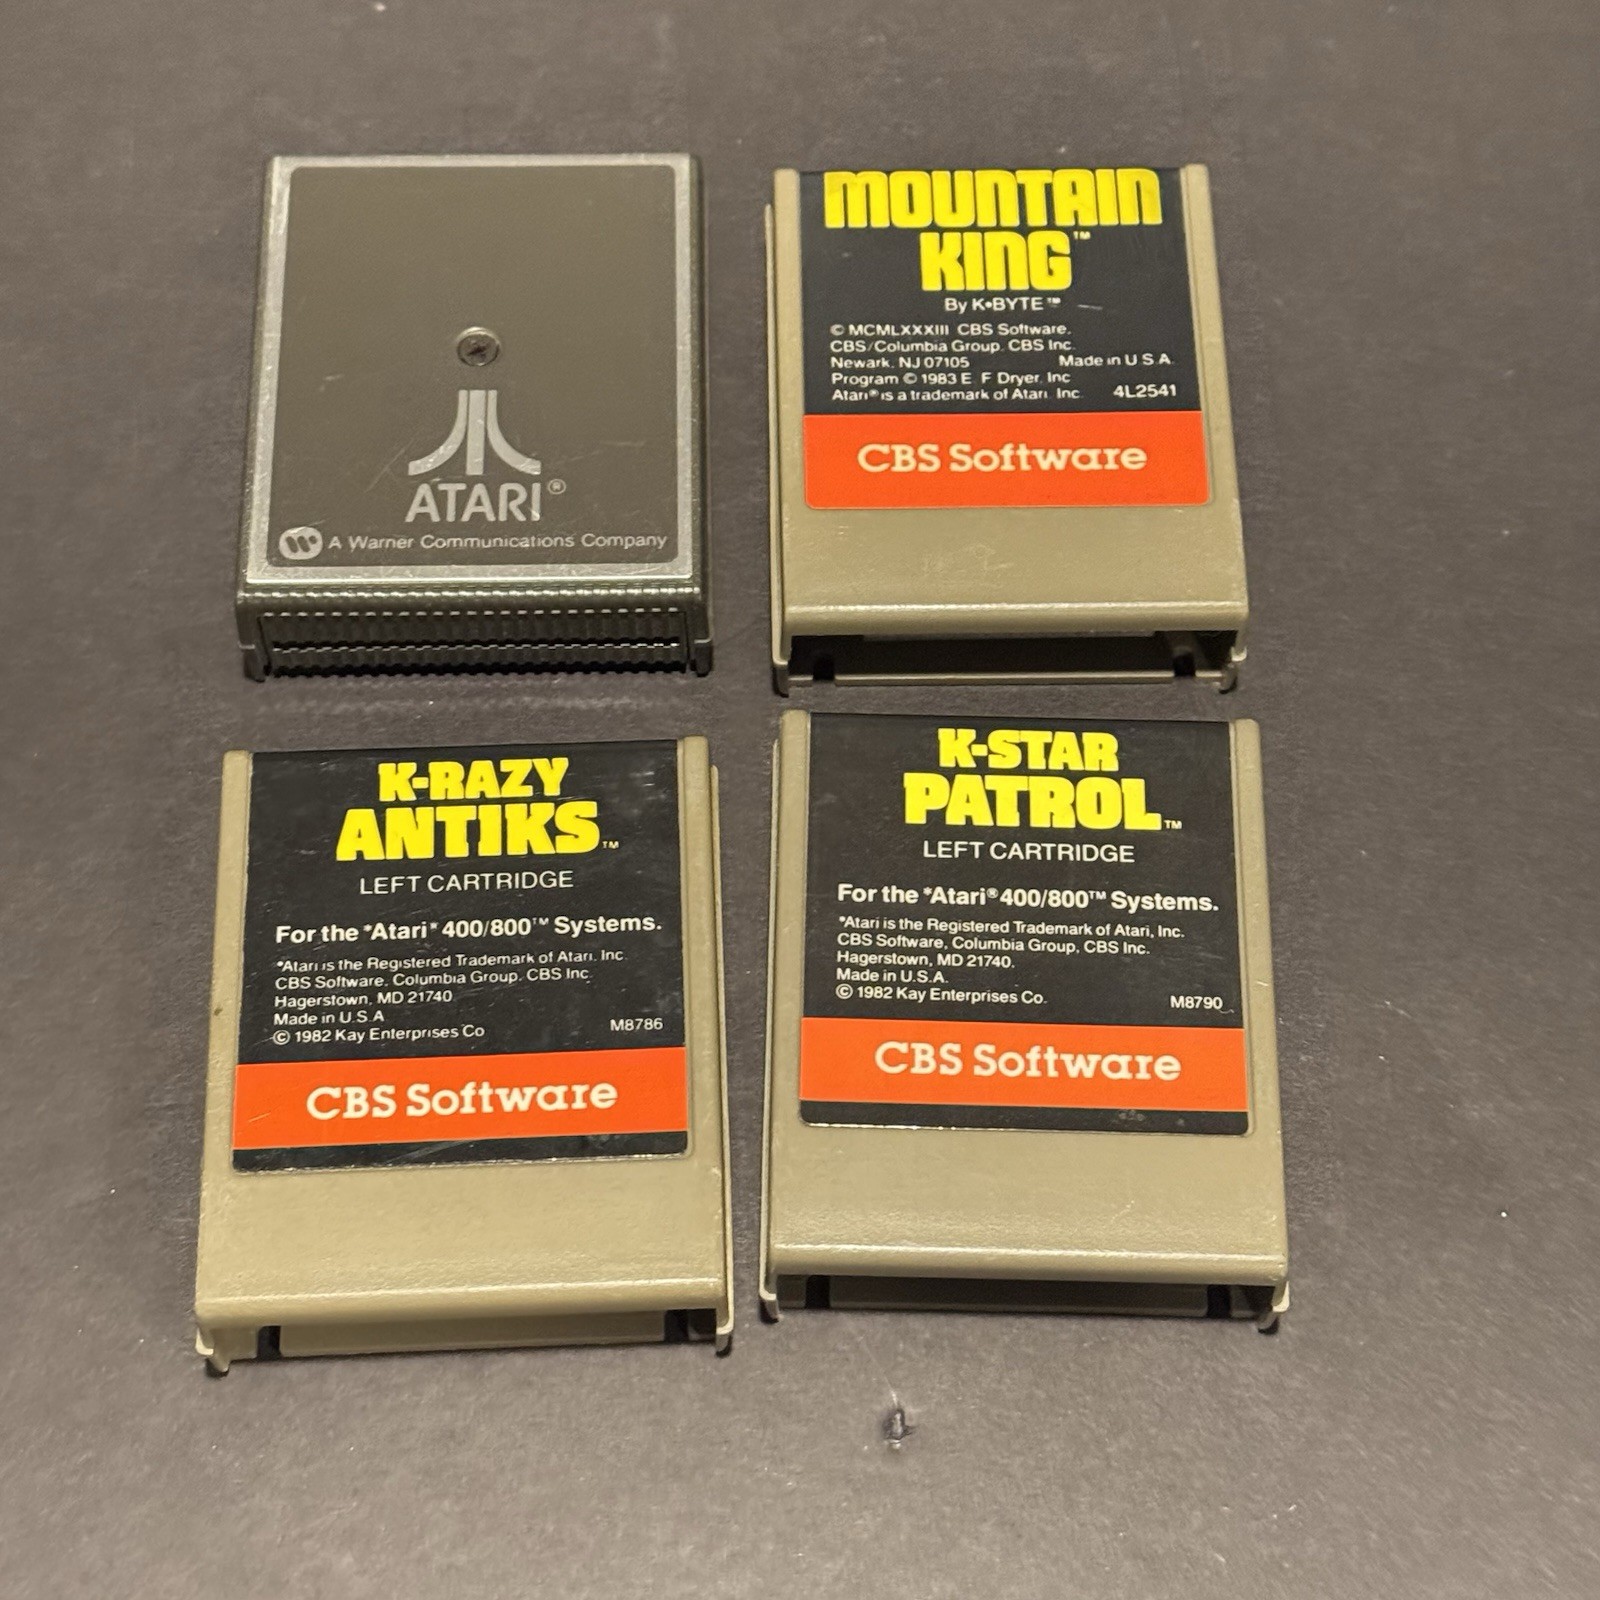 ATARI®
W A Warner Communications Company
MOUNTAIN
KING™
By K•BYTE™
© MCMLXXXIII CBS Software.
CBS/Columbia Group, CBS Inc.
Newark, NJ 07105 Made in U.S.A.
Program © 1983 E. F. Dryer, Inc.
Atari® is a trademark of Atari, Inc. 4L2541
CBS Software
K-RAZY
ANTIKS™
LEFT CARTRIDGE
For the *Atari® 400/800™ Systems.
*Atari is the Registered Trademark of Atari, Inc.
CBS Software, Columbia Group, CBS Inc.
Hagerstown, MD 21740
Made in U.S.A.
© 1982 Kay Enterprises Co M8786
CBS Software
K-STAR
PATROL™
LEFT CARTRIDGE
For the *Atari® 400/800™ Systems.
*Atari is the Registered Trademark of Atari, Inc.
CBS Software, Columbia Group, CBS Inc.
Hagerstown, MD 21740.
Made in U.S.A.
© 1982 Kay Enterprises Co. M8790
CBS Software